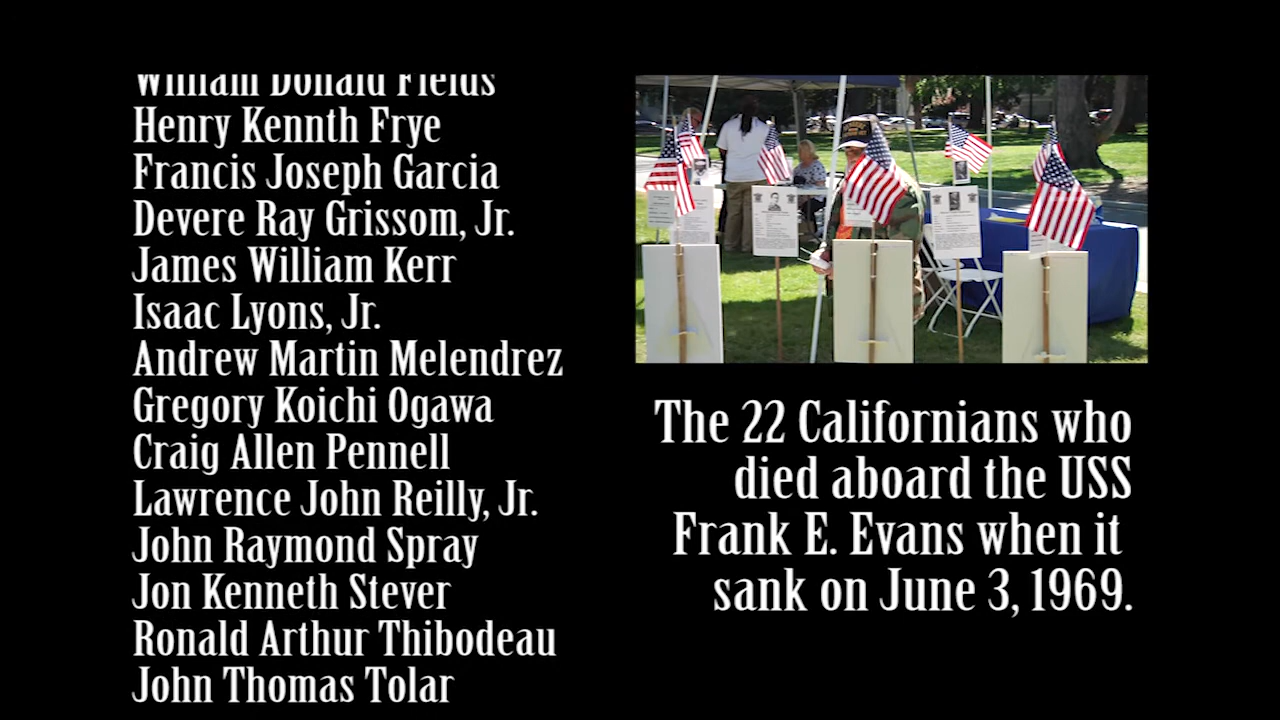 William Donald Fields
Henry Kennth Frye
Francis Joseph Garcia
Devere Ray Grissom, Jr.
James William Kerr
Isaac Lyons, Jr.
Andrew Martin Melendrez
Gregory Koichi Ogawa
Craig Allen Pennell
Lawrence John Reilly, Jr.
John Raymond Spray
Jon Kenneth Stever
Ronald Arthur Thibodeau
John Thomas Tolar
The 22 Californians who
died aboard the USS
Frank E. Evans when it
sank on June 3, 1969.